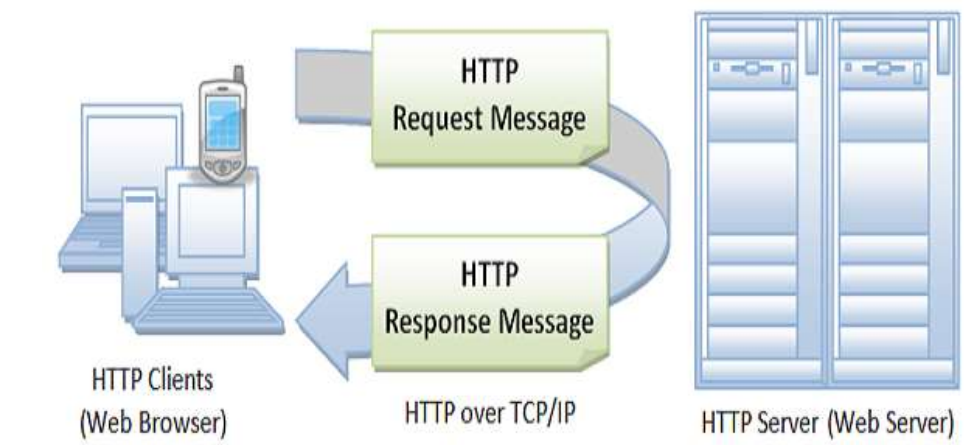 HTTP
Request Message
HTTP
Response Message
HTTP Clients
(Web Browser)
HTTP over TCP/IP
HTTP Server (Web Server)